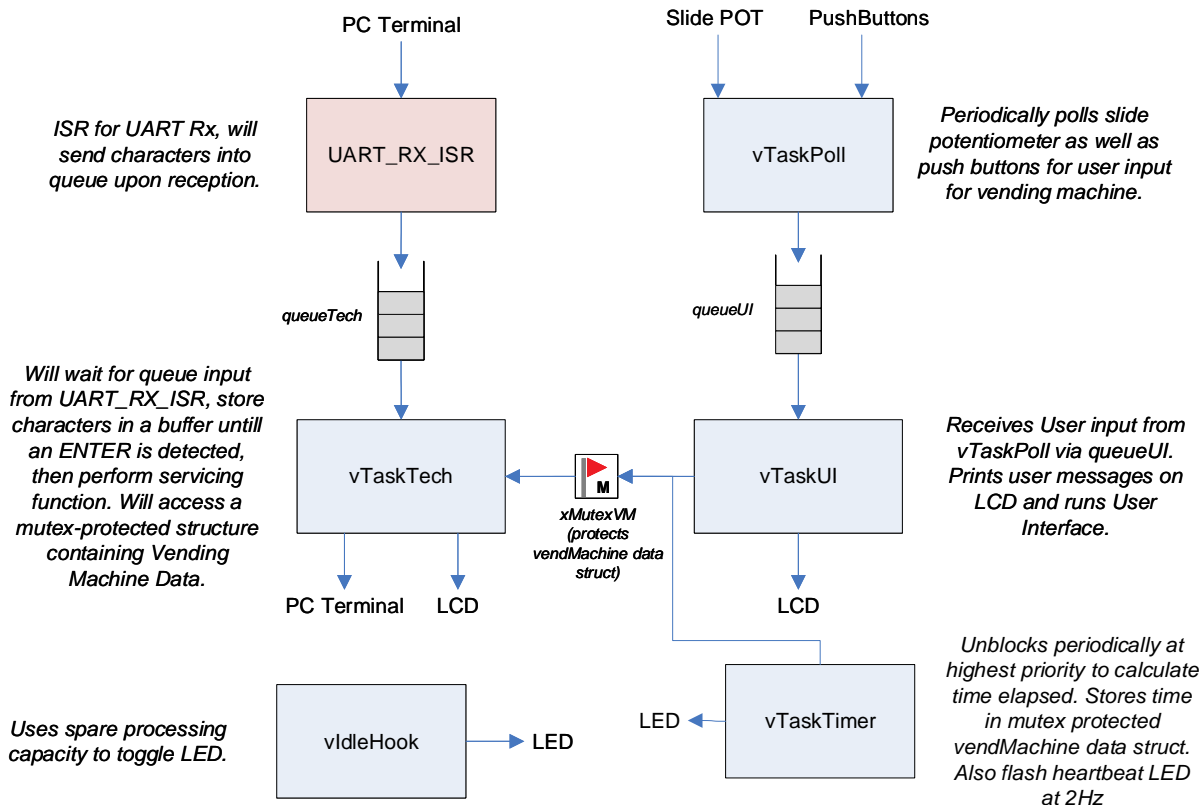 PC Terminal
Slide POT
PushButtons
ISR for UART Rx, will
send characters into
queue upon reception.
UART_RX_ISR
vTaskPoll
Periodically polls slide
potentiometer as well as
push buttons for user input
for vending machine.
queueTech
queueUI
Will wait for queue input
from UART_RX_ISR, store
characters in a buffer untill
an ENTER is detected,
then perform servicing
function. Will access a
mutex-protected structure
containing Vending
Machine Data.
vTaskTech
M
xMutexVM
(protects
vendMachine data
struct)
vTaskUI
Receives User input from
vTaskPoll via queueUI.
Prints user messages on
LCD and runs User
Interface.
PC Terminal
LCD
LCD
Uses spare processing
capacity to toggle LED.
vIdleHook
LED
LED
vTaskTimer
Unblocks periodically at
highest priority to calculate
time elapsed. Stores time
in mutex protected
vendMachine data struct.
Also flash heartbeat LED
at 2Hz